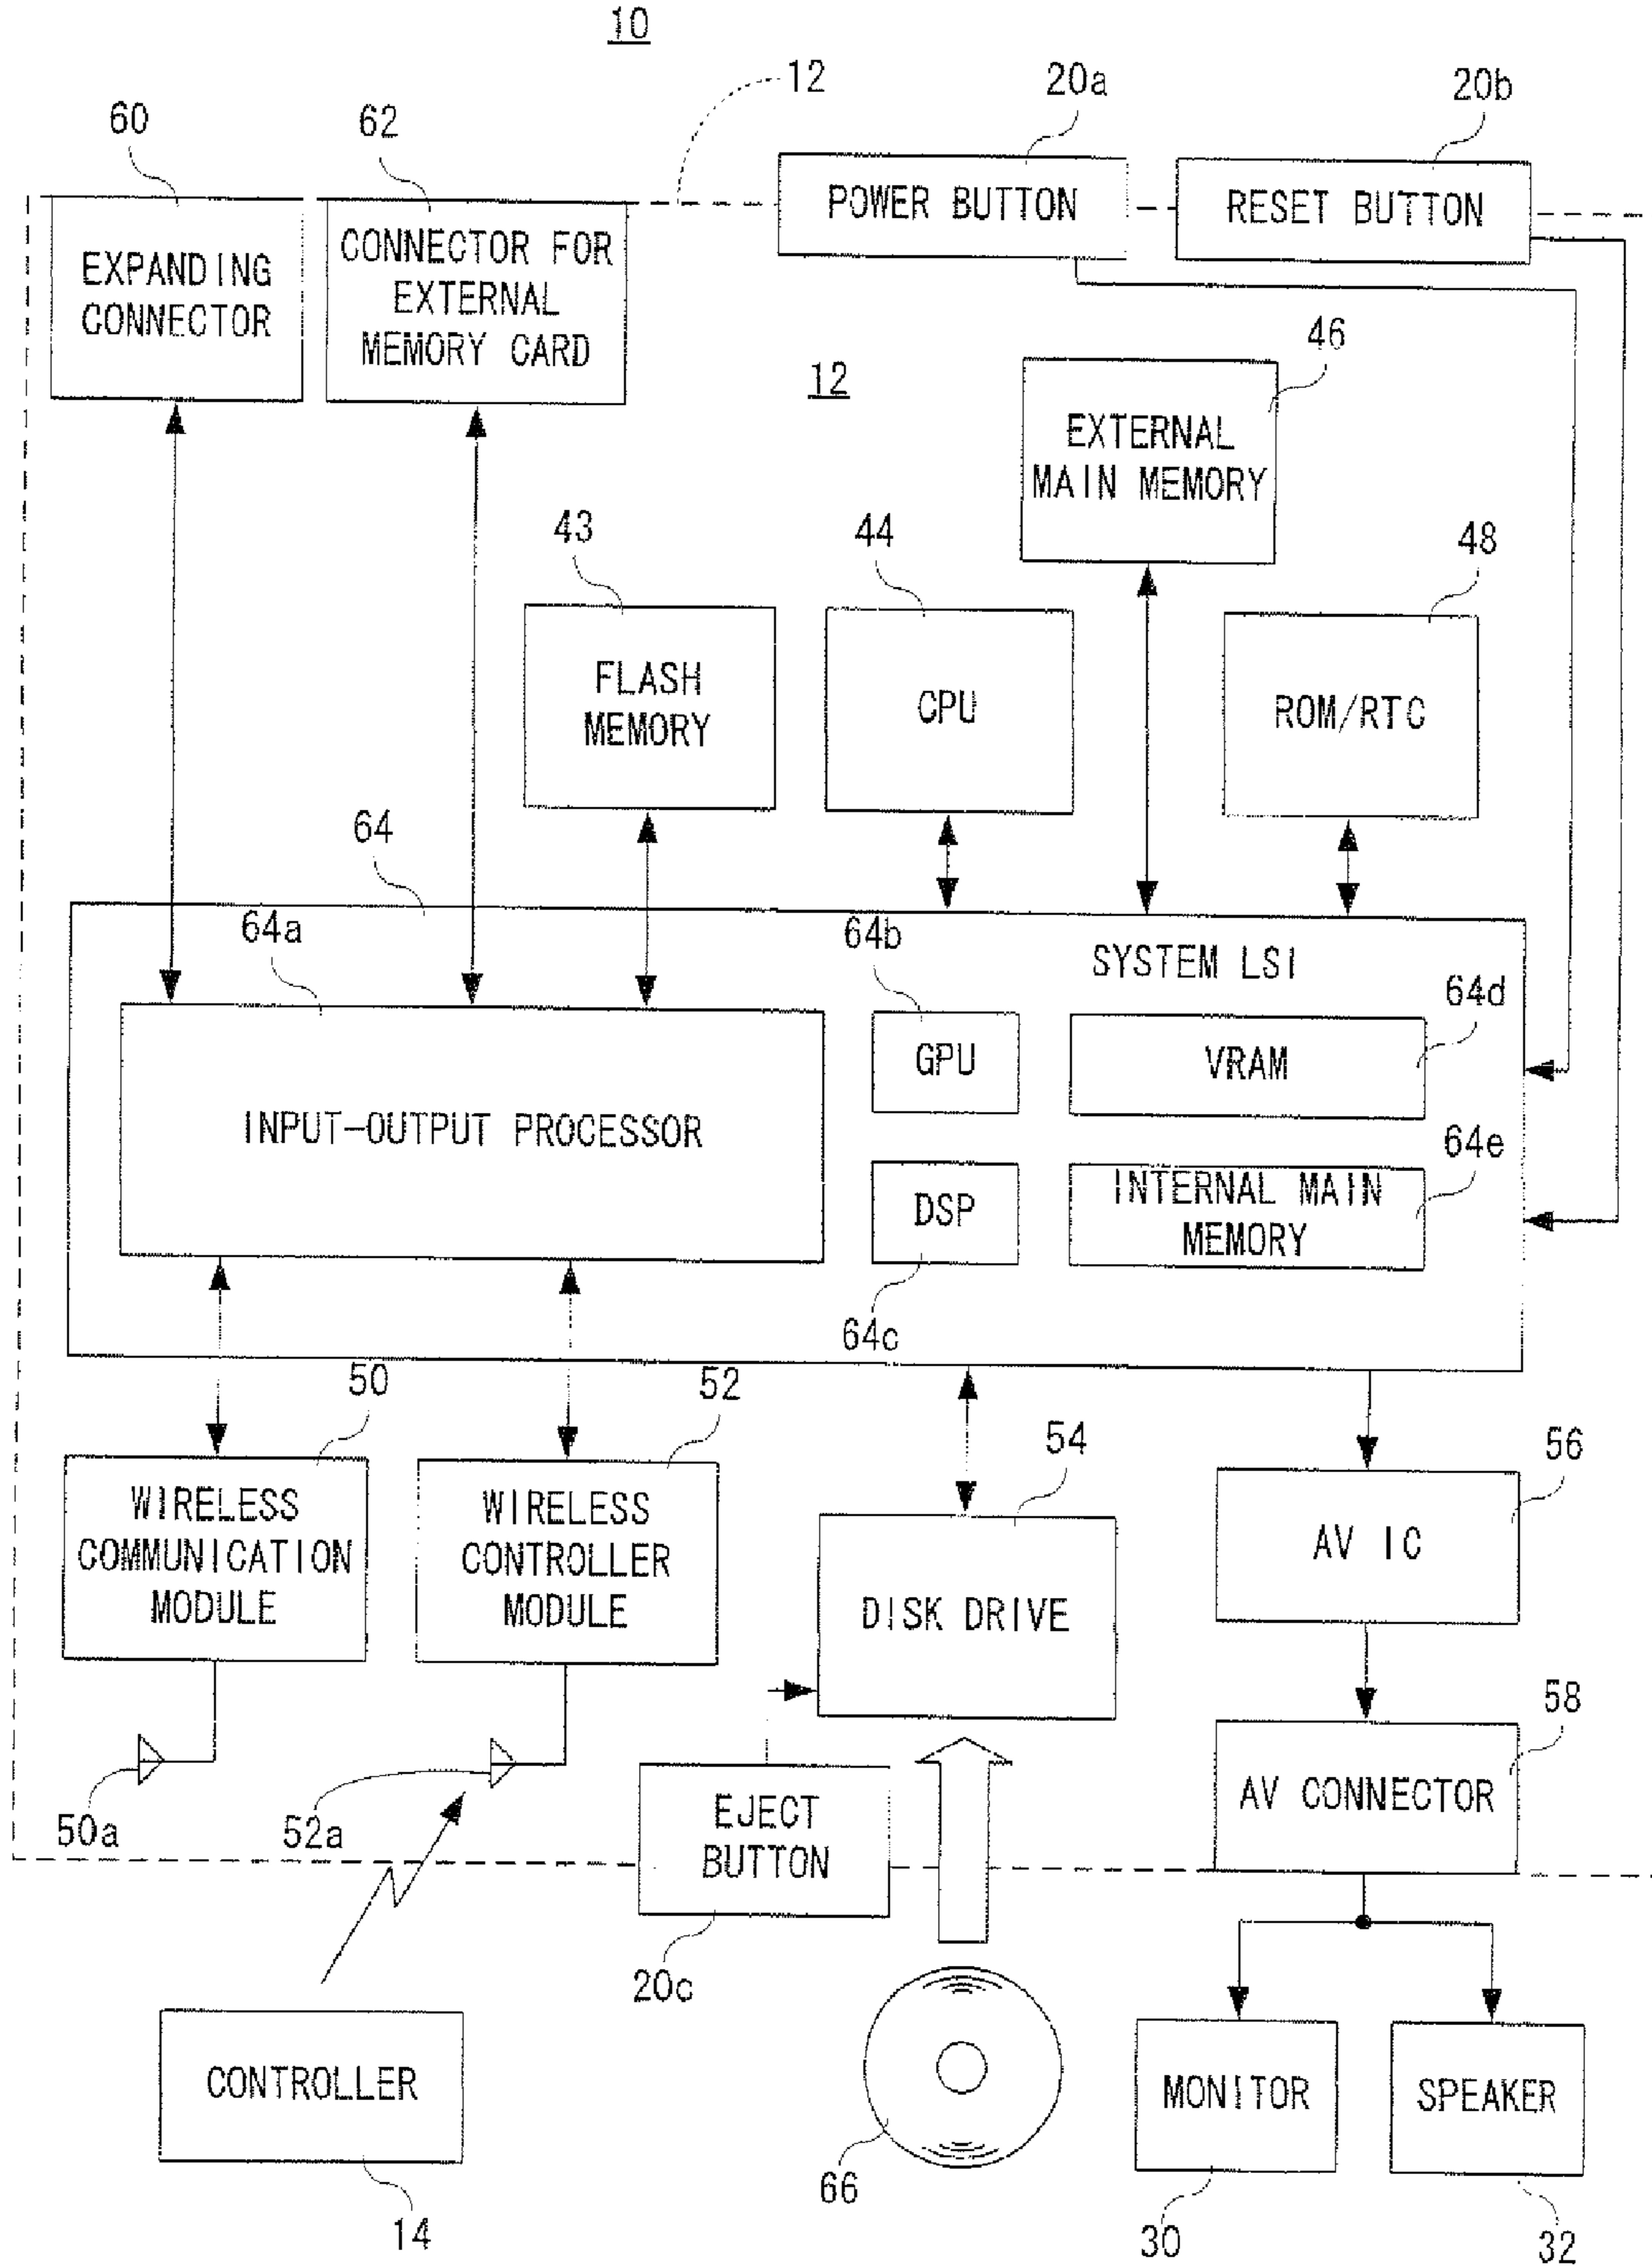 10
12
20a
20b
60
62
POWER BUTTON
RESET BUTTON
EXPANDING
CONNECTOR
CONNECTOR FOR
EXTERNAL
MEMORY CARD
12
46
EXTERNAL
MAIN MEMORY
43
44
48
FLASH
MEMORY
CPU
ROM/RTC
64
64a
64b
SYSTEM LSI
64d
GPU
VRAM
INPUT-OUTPUT PROCESSOR
64e
DSP
INTERNAL MAIN
MEMORY
64c
50
52
54
56
WIRELESS
COMMUNICATION
MODULE
WIRELESS
CONTROLLER
MODULE
DISK DRIVE
AV IC
58
50a
52a
EJECT
BUTTON
AV CONNECTOR
20c
CONTROLLER
MONITOR
SPEAKER
66
14
30
32